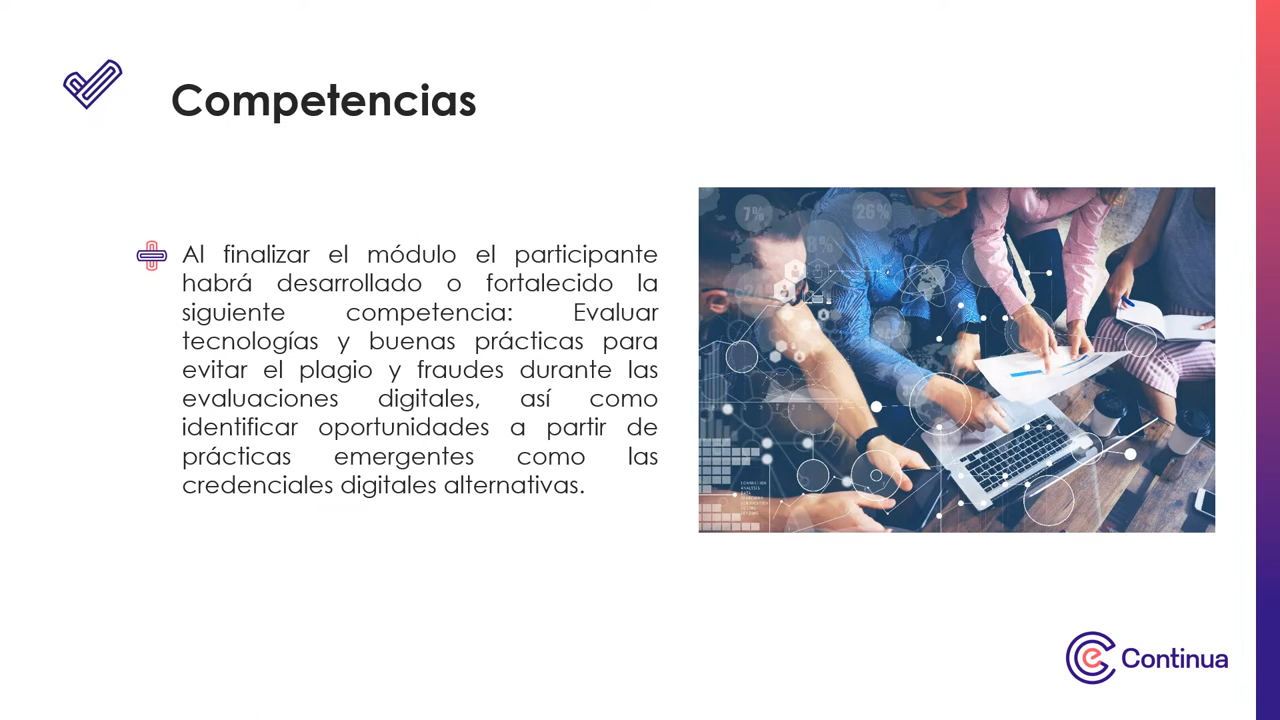 Competencias
Al finalizar el módulo el participante
habrá desarrollado o fortalecido la
siguiente competencia: Evaluar
tecnologías y buenas prácticas para
evitar el plagio y fraudes durante las
evaluaciones digitales, así como
identificar oportunidades a partir de
prácticas emergentes como las
credenciales digitales alternativas.
7%
26%
Continua